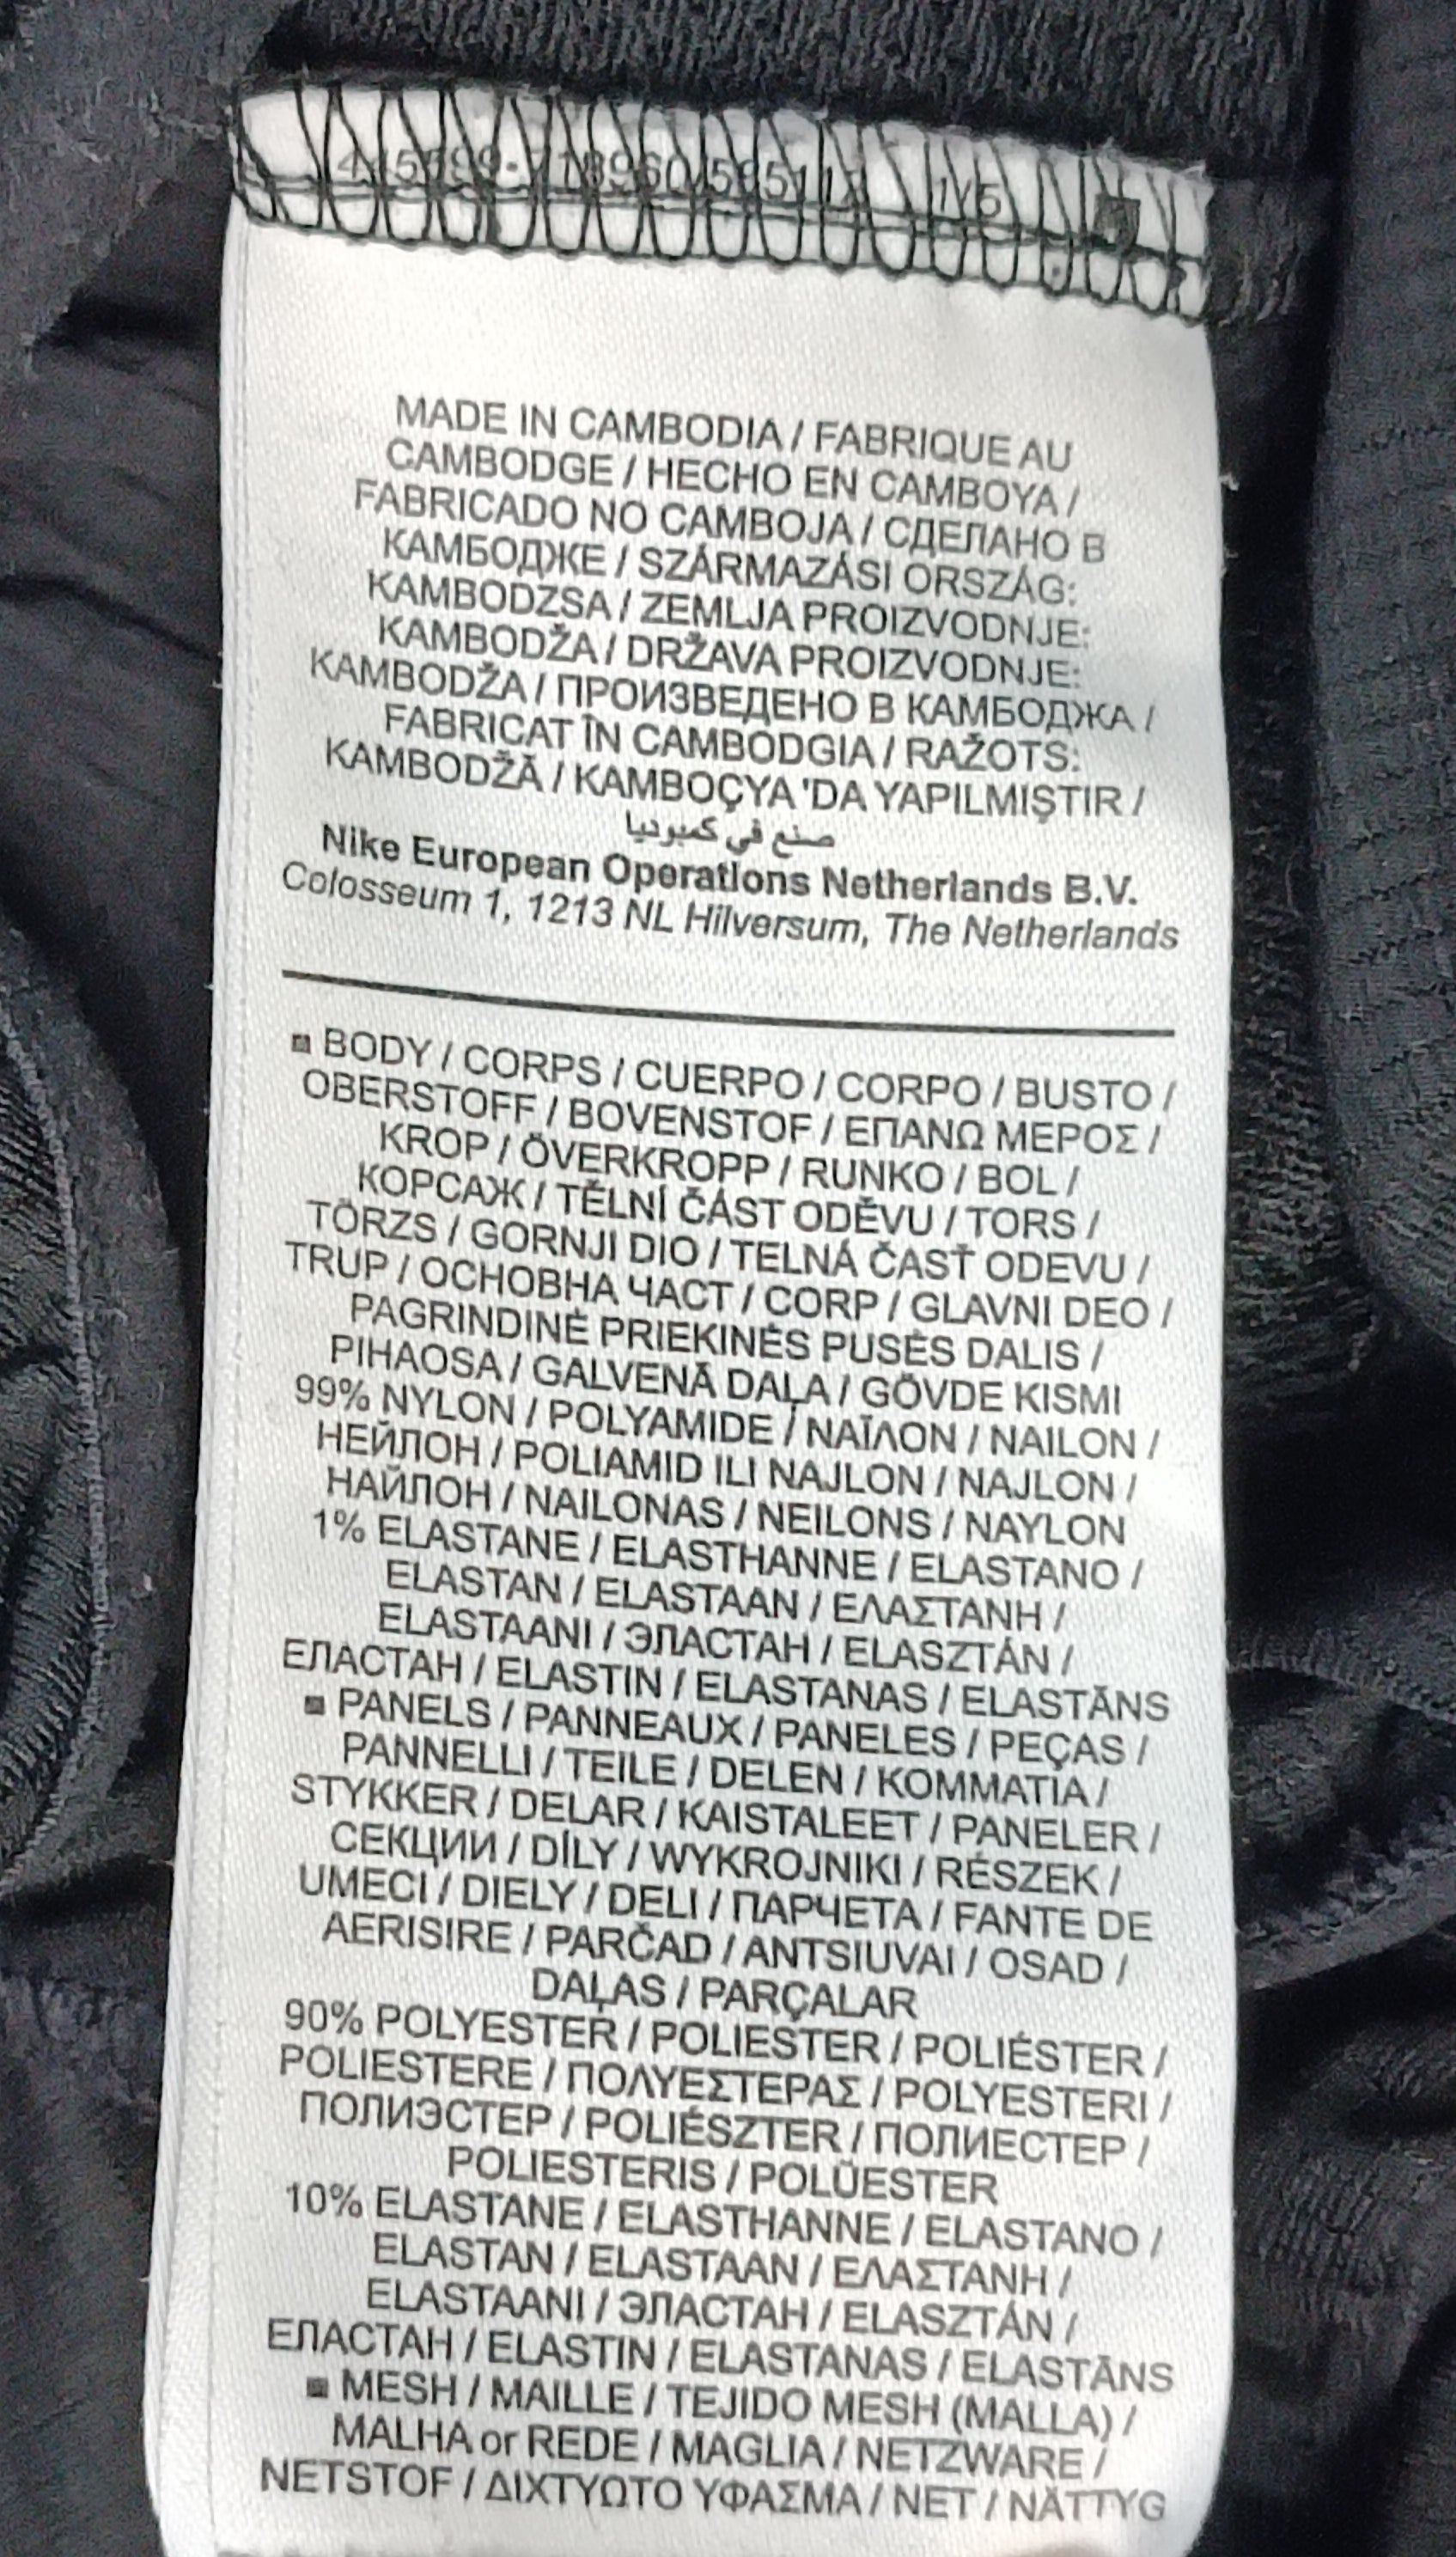 MADE IN CAMBODIA / FABRIQUE AU
CAMBODGE / HECHO EN CAMBOYA /
FABRICADO NO CAMBOJA / СДЕЛАНО В
КАМБОДЖЕ / SZÁRMAZÁSI ORSZÁG:
KAMBODZSA / ZEMLJA PROIZVODNJE:
KAMBODŽA / DRŽAVA PROIZVODNJE:
KAMBODŽA / ПРОИЗВЕДЕНО В КАМБОДЖА /
FABRICAT ÎN CAMBODGIA / RAŽOTS:
KAMBODŽĀ / KAMBOÇYA 'DA YAPILMIŞTIR /
صنع في كمبوديا
Nike European Operations Netherlands B.V.
Colosseum 1, 1213 NL Hilversum, The Netherlands
■ BODY / CORPS / CUERPO / CORPO / BUSTO /
OBERSTOFF / BOVENSTOF / ΕΠΑΝΩ ΜΕΡΟΣ /
KROP / ÖVERKROPP / RUNKO / BOL /
КОРСАЖ / TĚLNÍ ČÁST ODĚVU / TORS /
TÖRZS / GORNJI DIO / TELNÁ ČASŤ ODEVU /
TRUP / ОСНОВНА ЧАСТ / CORP / GLAVNI DEO /
PAGRINDINĖ PRIEKINĖS PUSĖS DALIS /
PIHAOSA / GALVENĀ DAĻA / GÖVDE KISMI
99% NYLON / POLYAMIDE / ΝΑΪΛΟΝ / NAILON /
НЕЙЛОН / POLIAMID ILI NAJLON / NAJLON /
НАЙЛОН / NAILONAS / NEILONS / NAYLON
1% ELASTANE / ELASTHANNE / ELASTANO /
ELASTAN / ELASTAAN / ΕΛΑΣΤΑΝΗ /
ELASTAANI / ЭЛАСТАН / ELASZTÁN /
ЕЛАСТАН / ELASTIN / ELASTANAS / ELASTĀNS
■ PANELS / PANNEAUX / PANELES / PEÇAS /
PANNELLI / TEILE / DELEN / ΚΟΜΜΑΤΙΑ /
STYKKER / DELAR / KAISTALEET / PANELER /
СЕКЦИИ / DÍLY / WYKROJNIKI / RÉSZEK /
UMECI / DIELY / DELI / ПАРЧЕТА / FANTE DE
AERISIRE / PARČAD / ANTSIUVAI / OSAD /
DAĻAS / PARÇALAR
90% POLYESTER / POLIESTER / POLIÉSTER /
POLIESTERE / ΠΟΛΥΕΣΤΕΡΑΣ / POLYESTERI /
ПОЛИЭСТЕР / POLIÉSZTER / ПОЛИЕСТЕР /
POLIESTERIS / POLÜESTER
10% ELASTANE / ELASTHANNE / ELASTANO /
ELASTAN / ELASTAAN / ΕΛΑΣΤΑΝΗ /
ELASTAANI / ЭЛАСТАН / ELASZTÁN /
ЕЛАСТАН / ELASTIN / ELASTANAS / ELASTĀNS
■ MESH / MAILLE / TEJIDO MESH (MALLA) /
MALHA or REDE / MAGLIA / NETZWARE /
NETSTOF / ΔΙΧΤΥΩΤΟ ΥΦΑΣΜΑ / NET / NÄTTYG